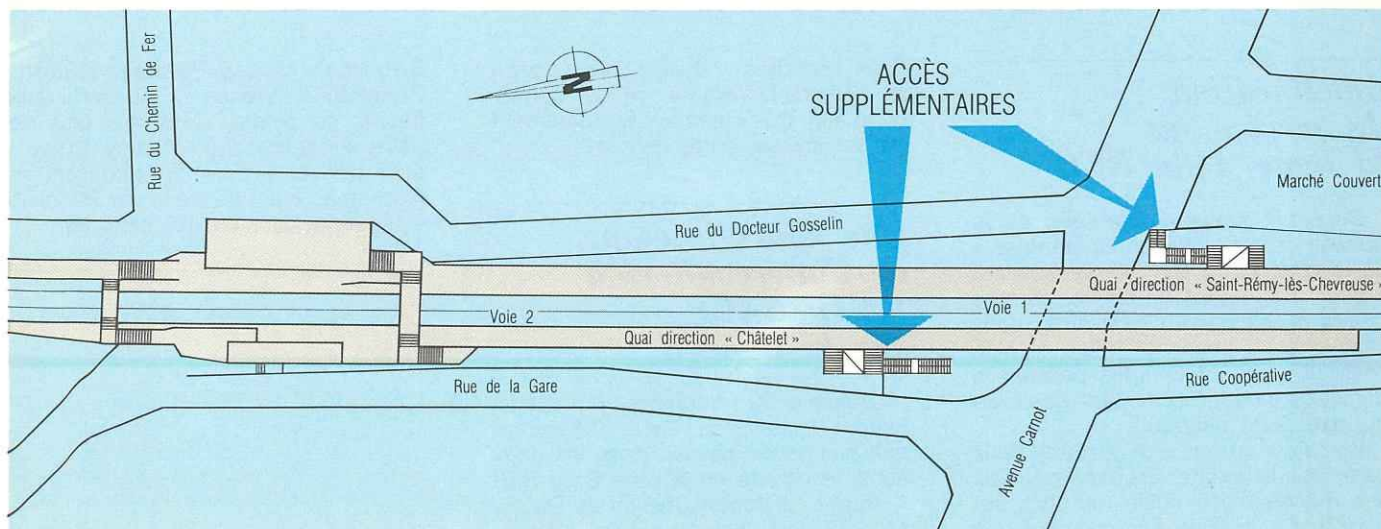 Rue du Chemin de Fer
N
ACCÈS
SUPPLÉMENTAIRES
Marché Couvert
Rue du Docteur Gosselin
Quai direction « Saint-Rémy-lès-Chevreuse »
Voie 1
Voie 2
Quai direction « Châtelet »
Rue de la Gare
Rue Coopérative
Avenue Carnot